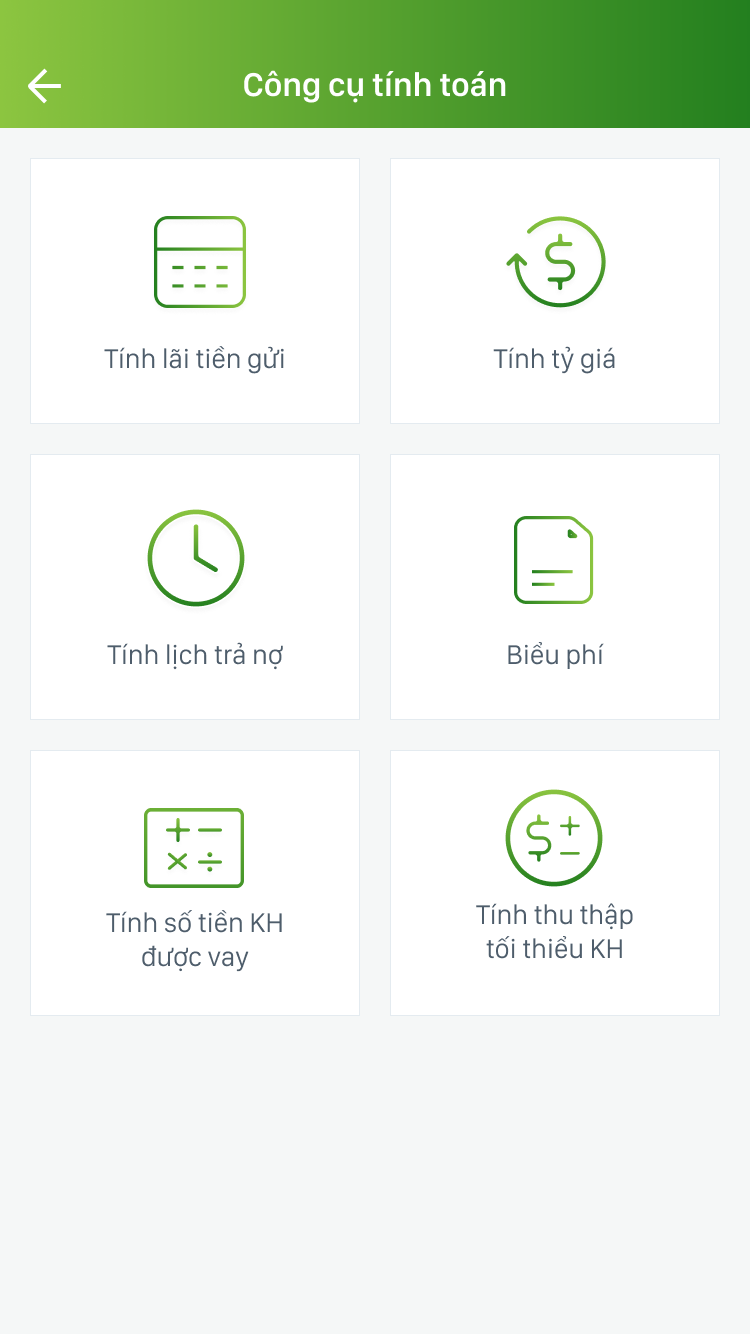 Công cụ tính toán
Tính lãi tiền gửi
Tính tỷ giá
Tính lịch trả nợ
Biểu phí
Tính số tiền KH
được vay
Tính thu thập
tối thiểu KH